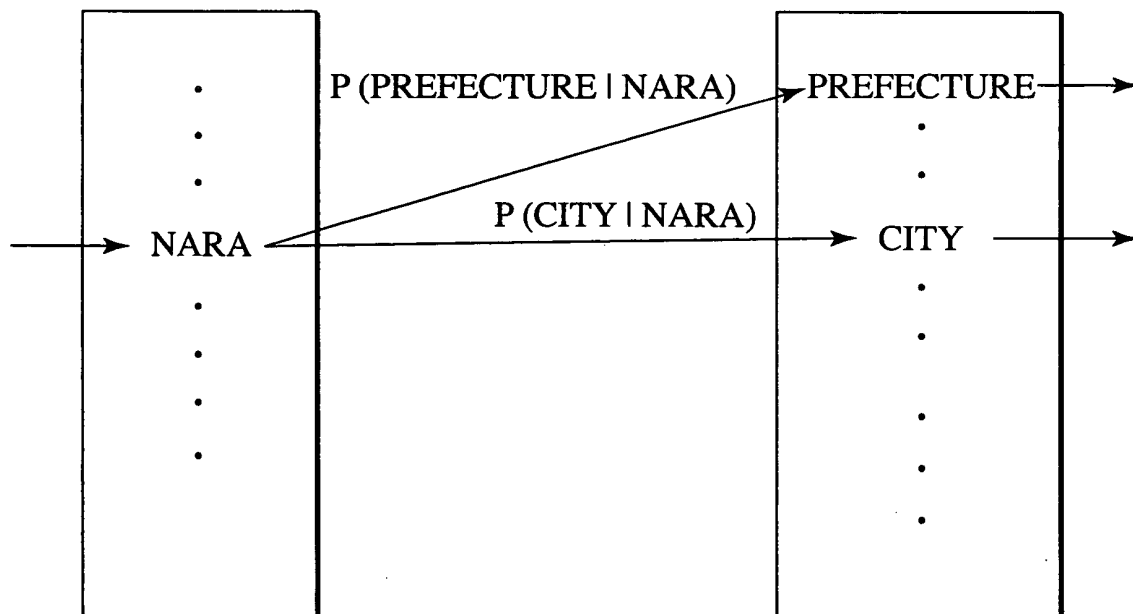 P (PREFECTURE | NARA)
PREFECTURE
P (CITY | NARA)
NARA
CITY